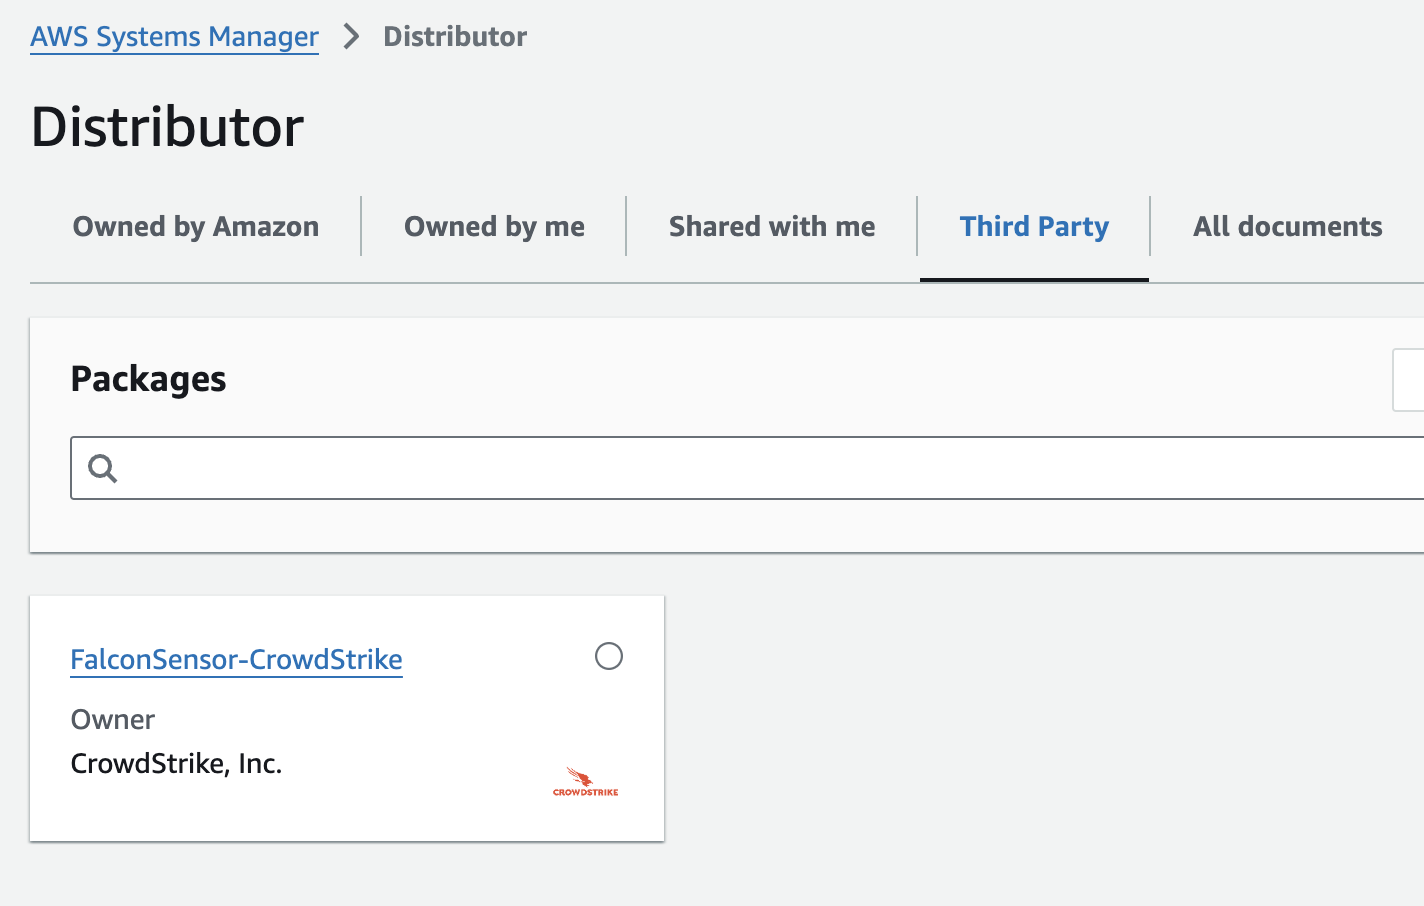 AWS Systems Manager > Distributor
Distributor
Owned by Amazon
Owned by me
Shared with me
Third Party
All documents
Packages
FalconSensor-CrowdStrike
Owner
CrowdStrike, Inc.
CROWDSTRIKE